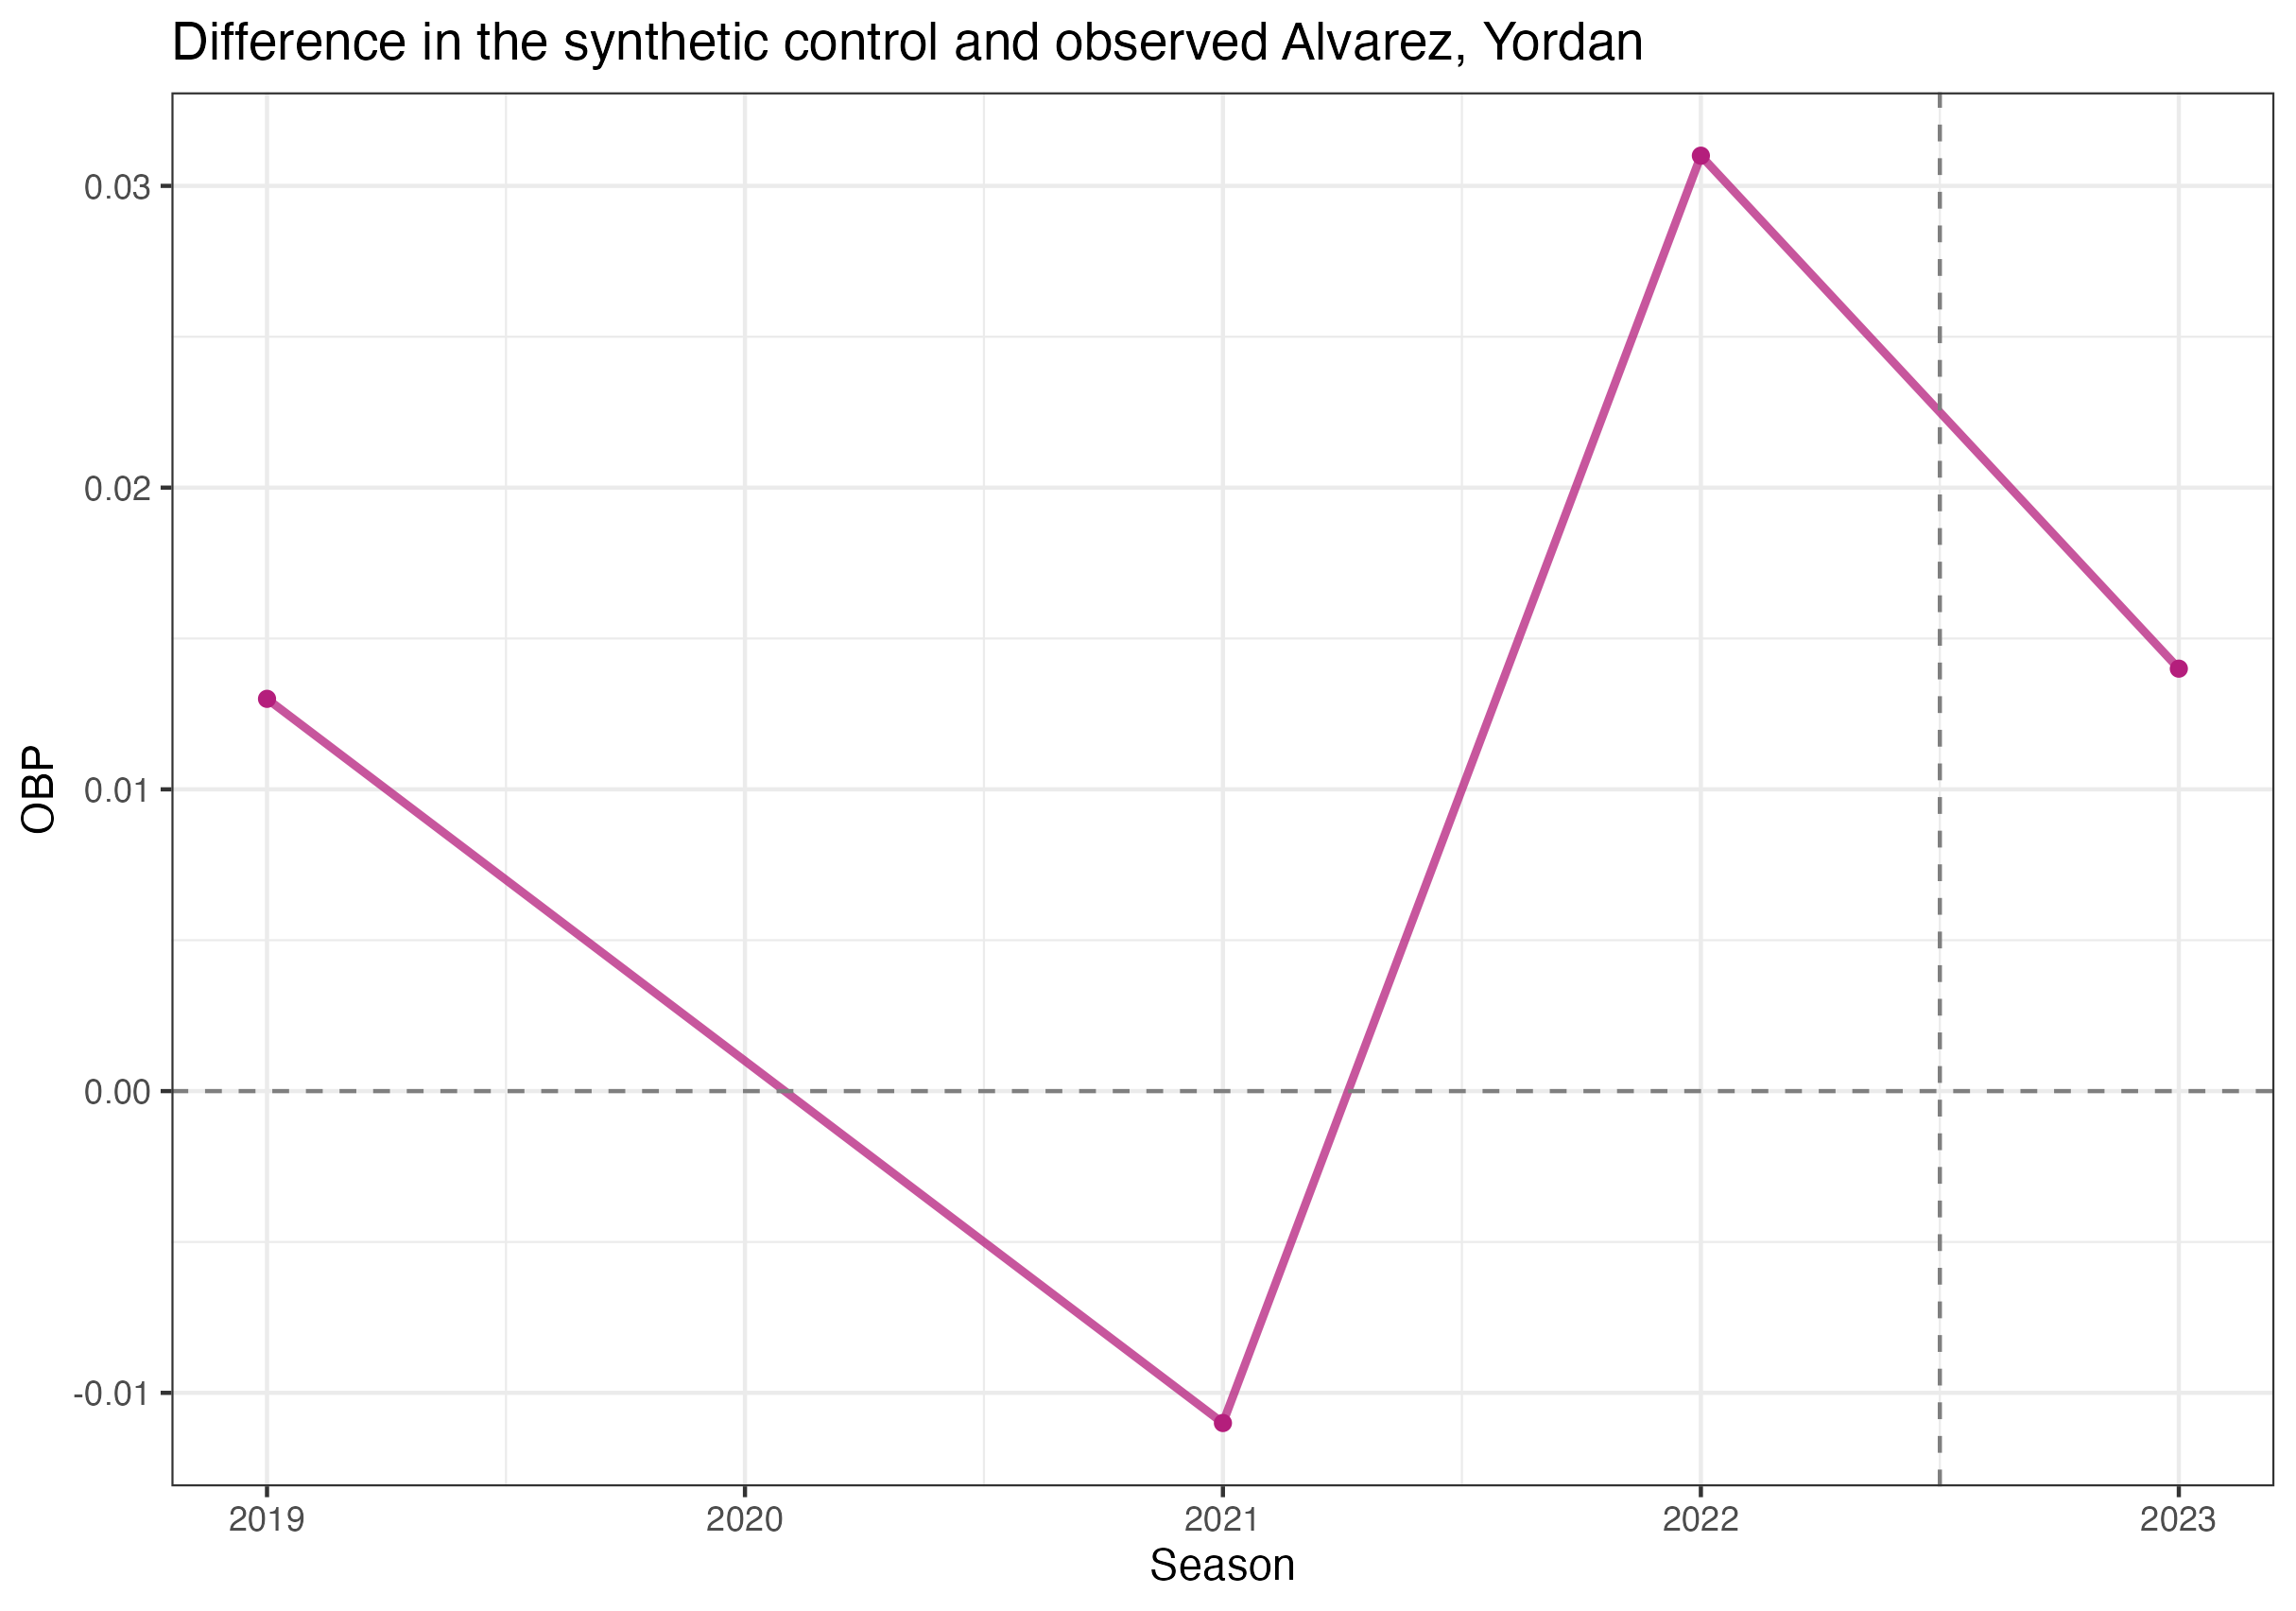 Difference in the synthetic control and observed Alvarez, Yordan
OBP
0.03
0.02
0.01
0.00
-0.01
2019 2020 2021 2022 2023
Season